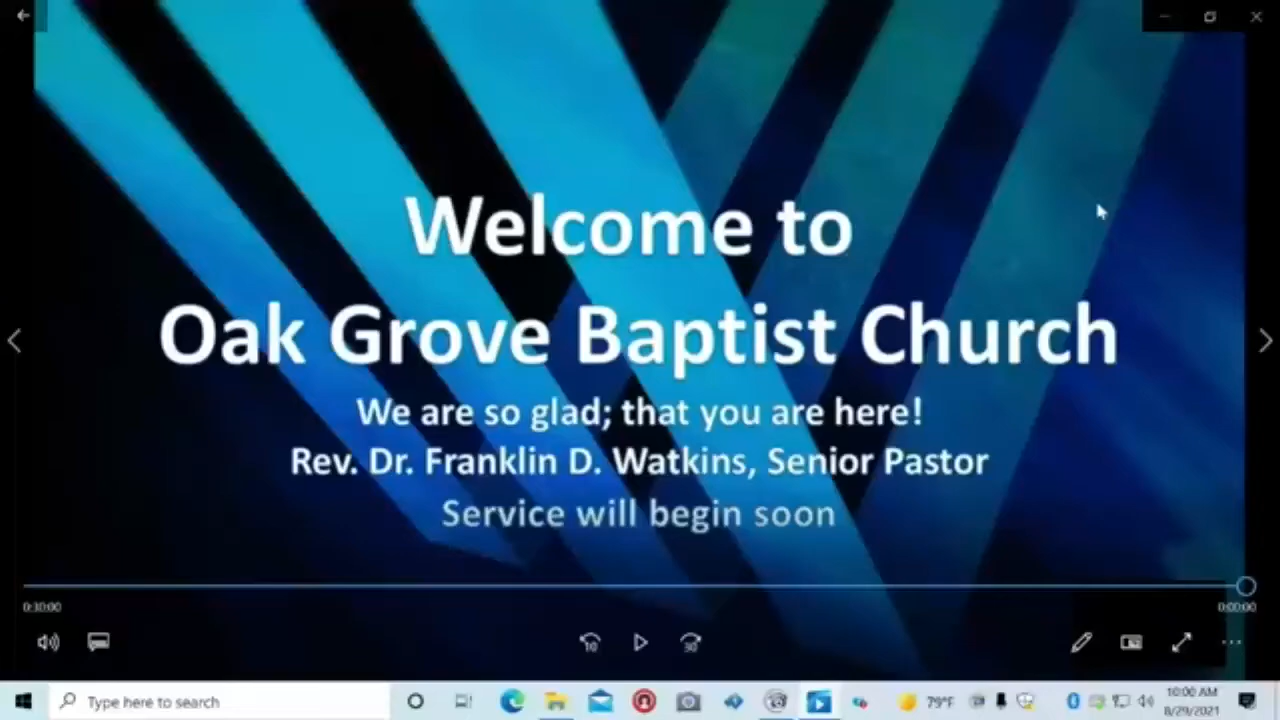 Welcome to
Oak Grove Baptist Church
We are so glad; that you are here!
Rev. Dr. Franklin D. Watkins, Senior Pastor
Service will begin soon
0:30:00
0:00:00
10
30
Type here to search
79°F
10:00 AM
8/29/2021